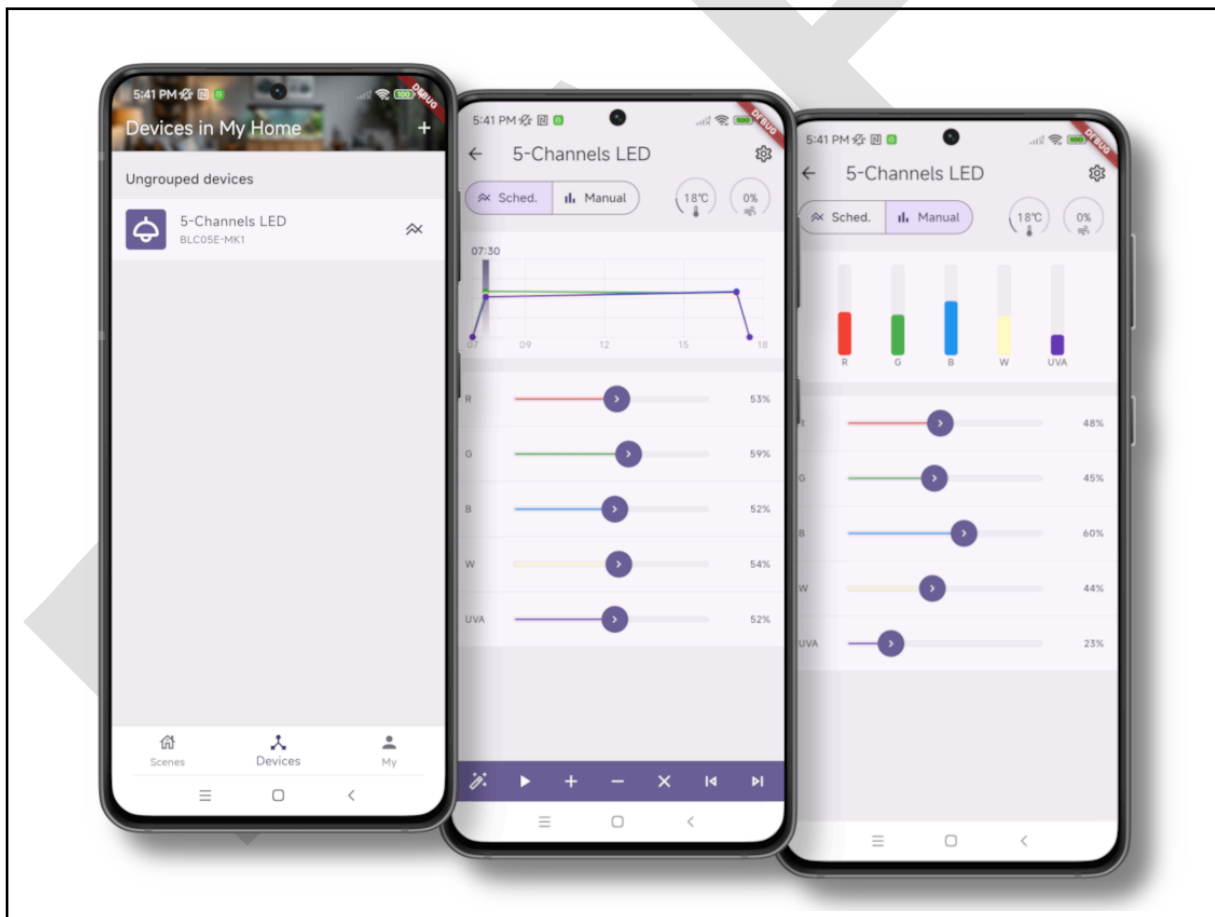 5:41 PM
100
DEBUG
Devices in My Home
+
Ungrouped devices
5-Channels LED
BLC05E-MK1
Scenes
Devices
My
5:41 PM
100
DEBUG
5-Channels LED
Sched.
Manual
18℃
0%
07:30
07 09 12 15 18
R 53%
G 59%
B 52%
W 54%
UVA 52%
5:41 PM
DEBUG
5-Channels LED
Sched.
Manual
18℃
0%
R G B W UVA
R 48%
G 45%
B 60%
W 44%
UVA 23%